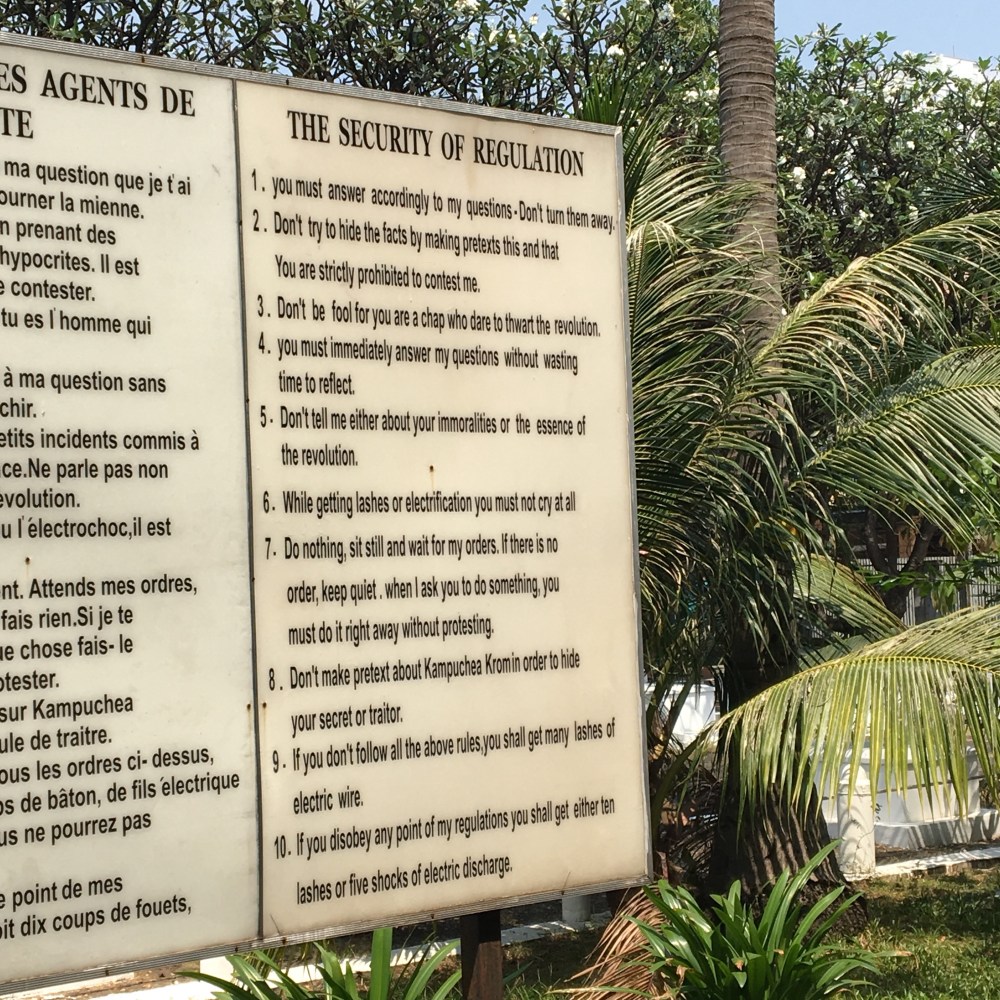 ES AGENTS DE
TE
ma question que je t'ai
ourner la mienne.
n prenant des
hypocrites. Il est
e contester.
tu es l'homme qui
à ma question sans
chir.
etits incidents commis à
ce.Ne parle pas non
evolution.
u l'électrochoc,il est
nt. Attends mes ordres,
fais rien.Si je te
ue chose fais- le
otester.
sur Kampuchea
ule de traitre.
ous les ordres ci- dessus,
ps de bâton, de fils électrique
us ne pourrez pas
e point de mes
oit dix coups de fouets,
THE SECURITY OF REGULATION
1. you must answer accordingly to my questions-Don't turn them away.
2. Don't try to hide the facts by making pretexts this and that
You are strictly prohibited to contest me.
3. Don't be fool for you are a chap who dare to thwart the revolution.
4. you must immediately answer my questions without wasting
time to reflect.
5- Don't tell me either about your immoralities or the essence of
the revolution.
6- While getting lashes or electrification you must not cry at all
7- Do nothing, sit still and wait for my orders. If there is no
order, keep quiet . when I ask you to do something, you
must do it right away without protesting.
8. Don't make pretext about Kampuchea Kromin order to hide
your secret or traitor.
9- If you don't follow all the above rules,you shall get many lashes of
electric wire.
10. If you disobey any point of my regulations you shall get either ten
lashes or five shocks of electric discharge.